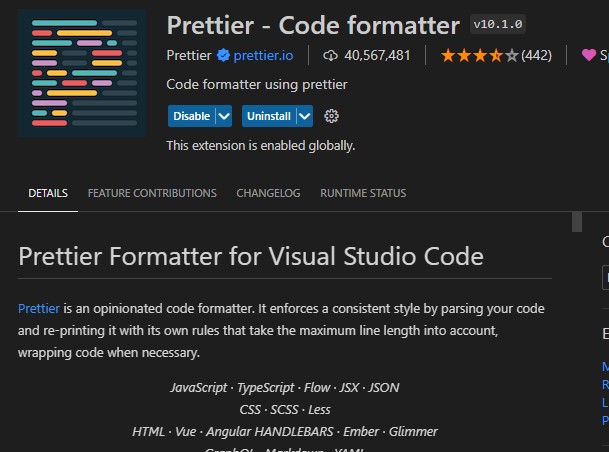 Prettier - Code formatter v10.1.0
Prettier prettier.io 40,567,481 (442)
Code formatter using prettier
Disable Uninstall
This extension is enabled globally.
DETAILS FEATURE CONTRIBUTIONS CHANGELOG RUNTIME STATUS
Prettier Formatter for Visual Studio Code
Prettier is an opinionated code formatter. It enforces a consistent style by parsing your code
and re-printing it with its own rules that take the maximum line length into account,
wrapping code when necessary.
JavaScript · TypeScript · Flow · JSX · JSON
CSS · SCSS · Less
HTML · Vue · Angular HANDLEBARS · Ember · Glimmer
GraphQL · Markdown · YAML